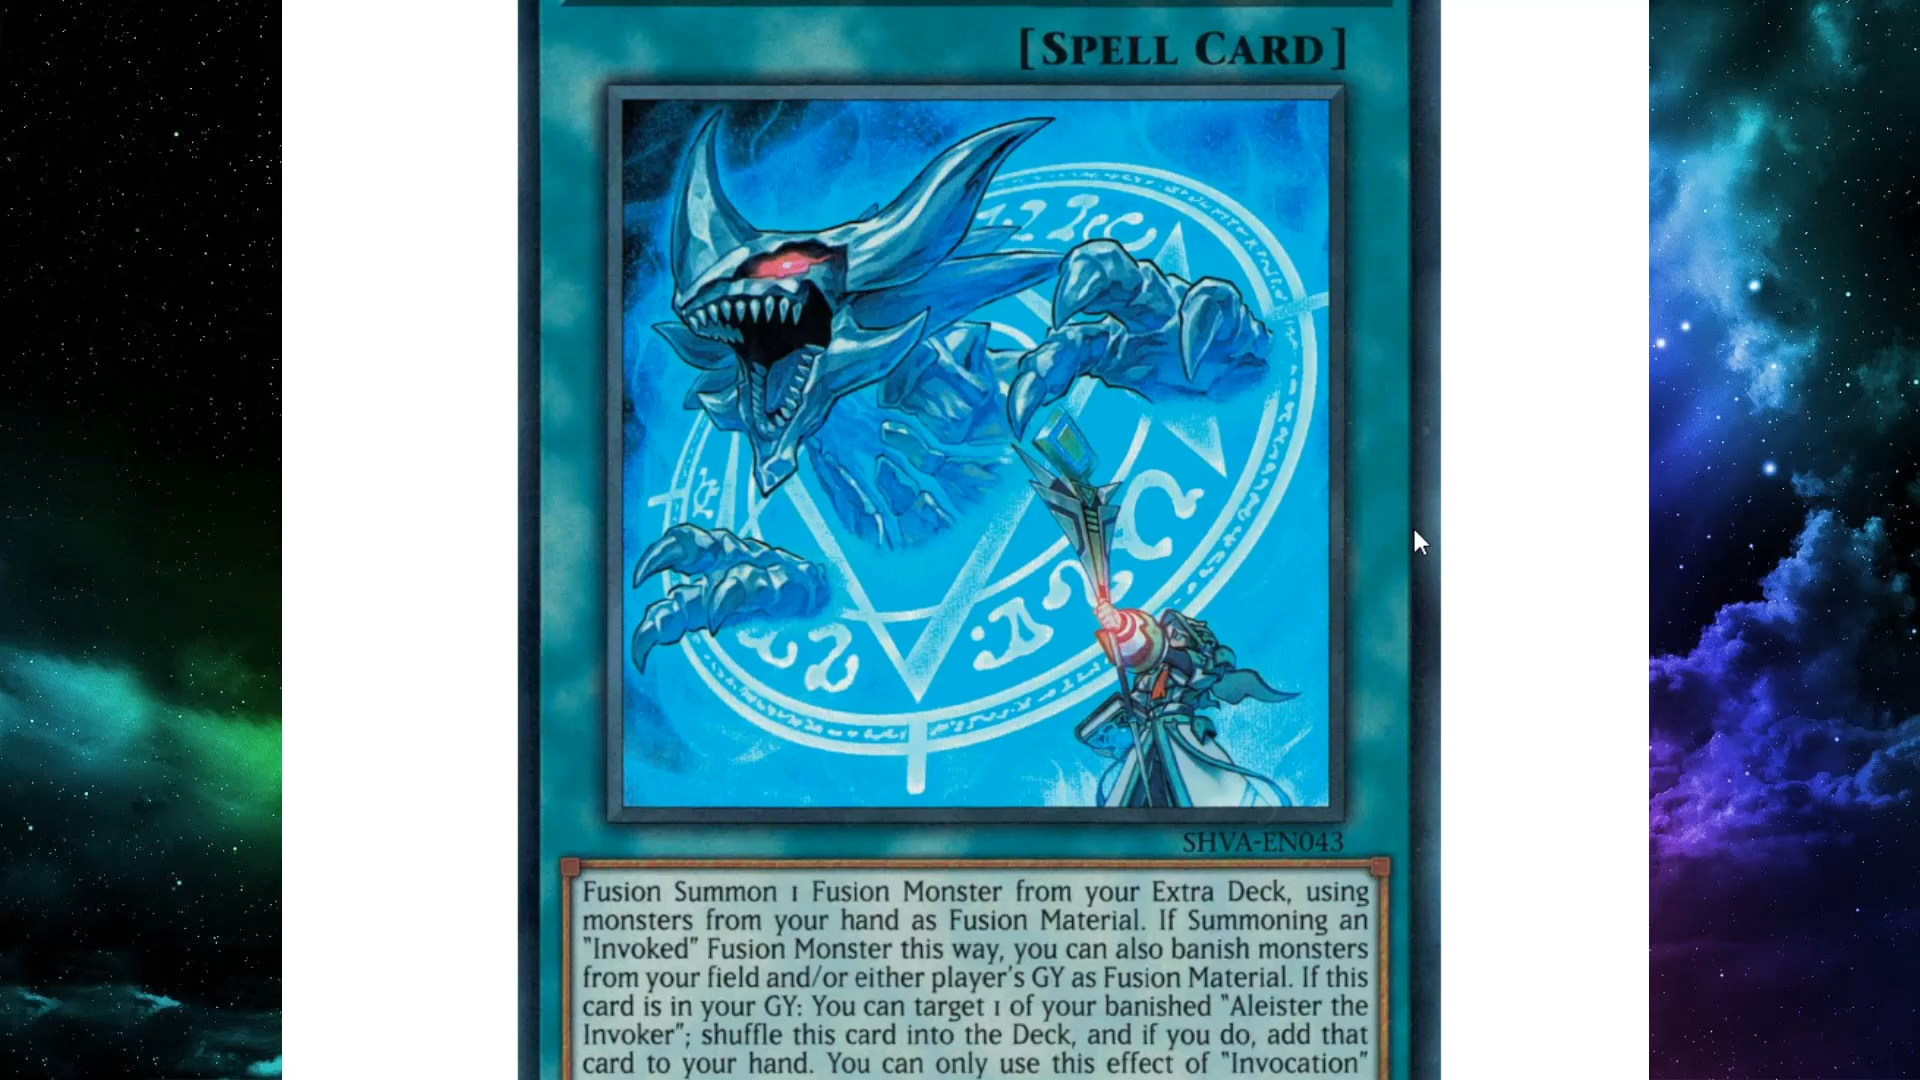 [SPELL CARD]
SHVA-EN043
Fusion Summon 1 Fusion Monster from your Extra Deck, using
monsters from your hand as Fusion Material. If Summoning an
"Invoked" Fusion Monster this way, you can also banish monsters
from your field and/or either player's GY as Fusion Material. If this
card is in your GY: You can target 1 of your banished "Aleister the
Invoker"; shuffle this card into the Deck, and if you do, add that
card to your hand. You can only use this effect of "Invocation"